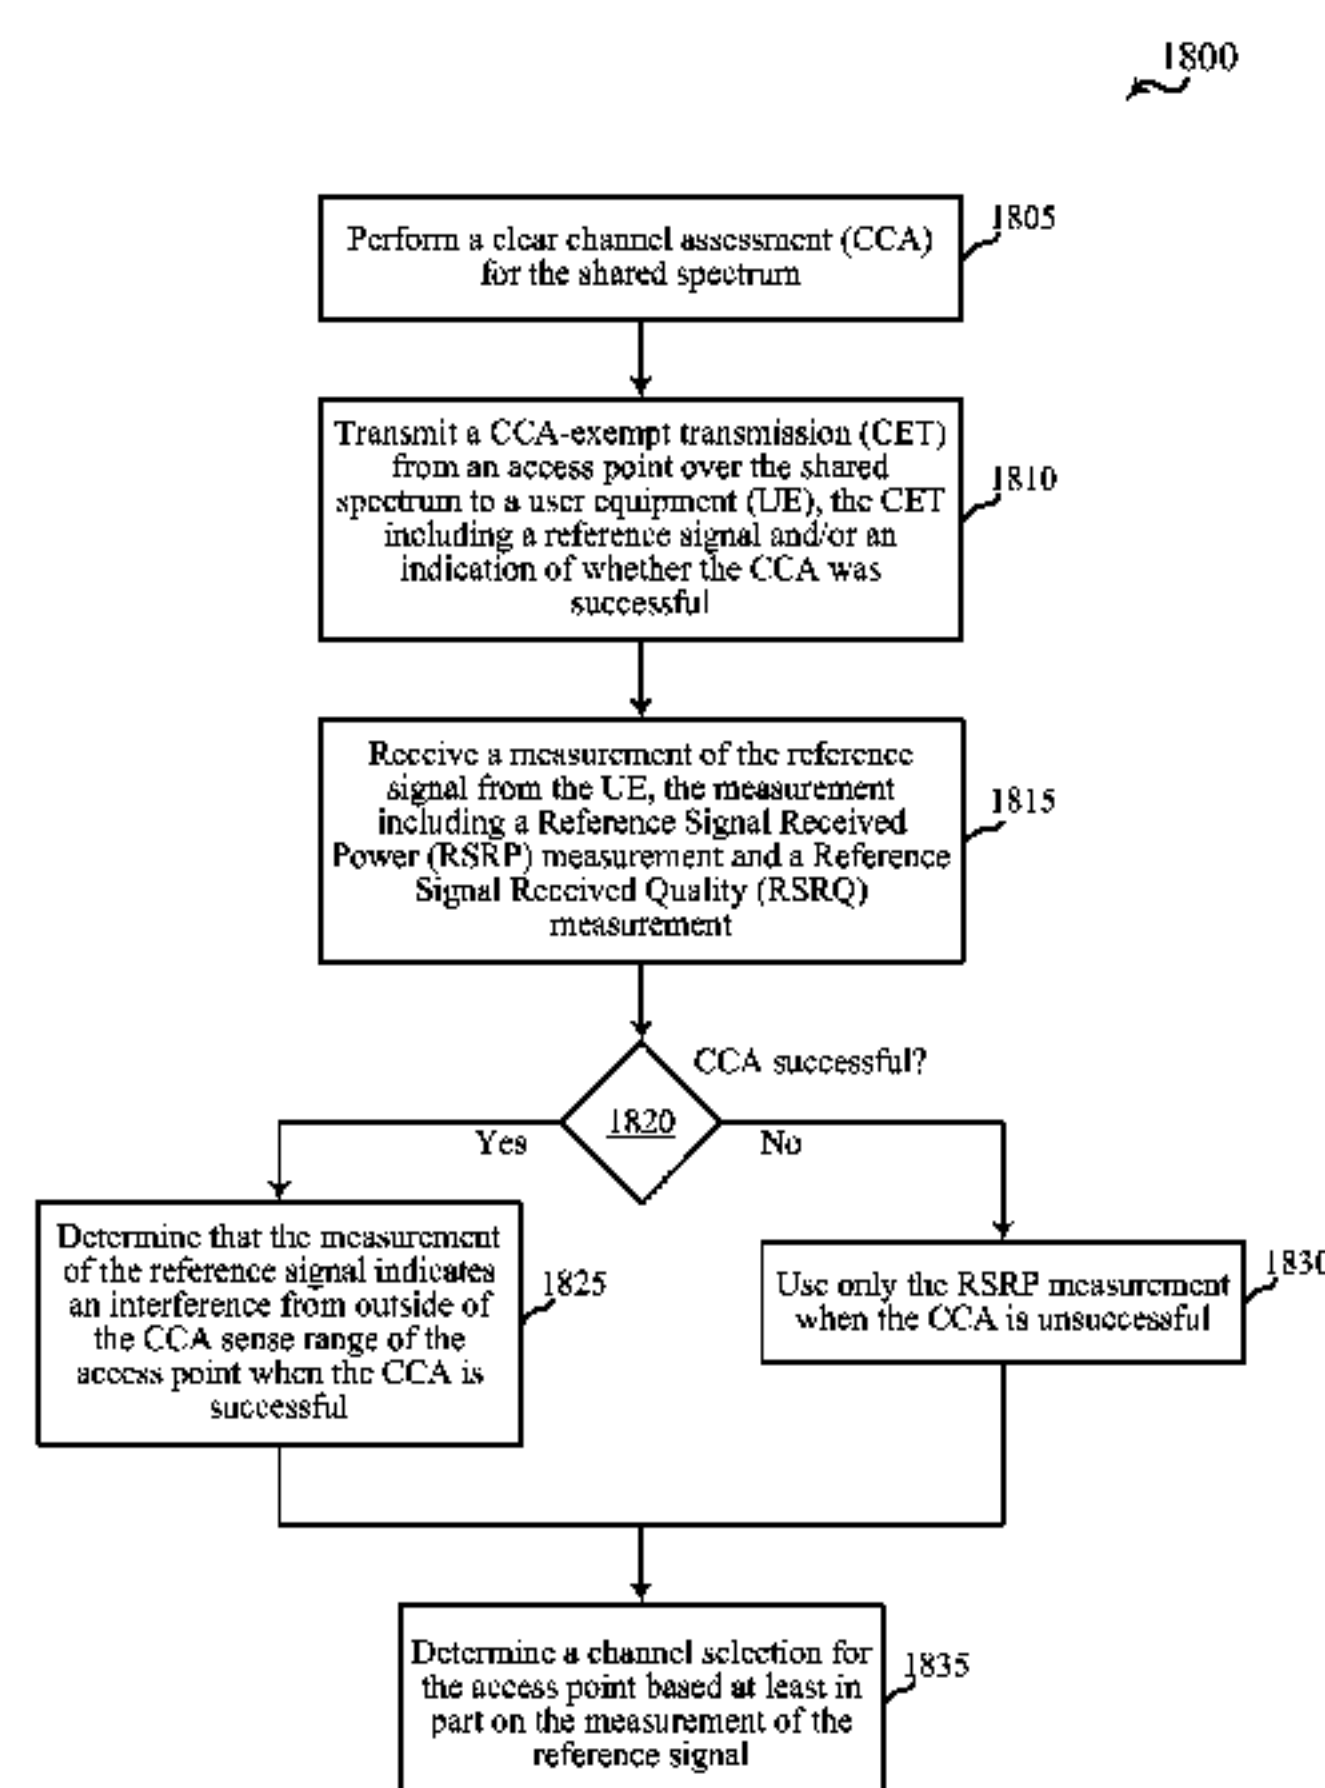 1800
Perform a clear channel assessment (CCA)
for the shared spectrum
1805
Transmit a CCA-exempt transmission (CET)
from an access point over the shared
spectrum to a user equipment (UE), the CET
including a reference signal and/or an
indication of whether the CCA was
successful
1810
Receive a measurement of the reference
signal from the UE, the measurement
including a Reference Signal Received
Power (RSRP) measurement and a Reference
Signal Received Quality (RSRQ)
measurement
1815
CCA successful?
1820
Yes
No
Determine that the measurement
of the reference signal indicates
an interference from outside of
the CCA sense range of the
access point when the CCA is
successful
1825
Use only the RSRP measurement
when the CCA is unsuccessful
1830
Determine a channel selection for
the access point based at least in
part on the measurement of the
reference signal
1835